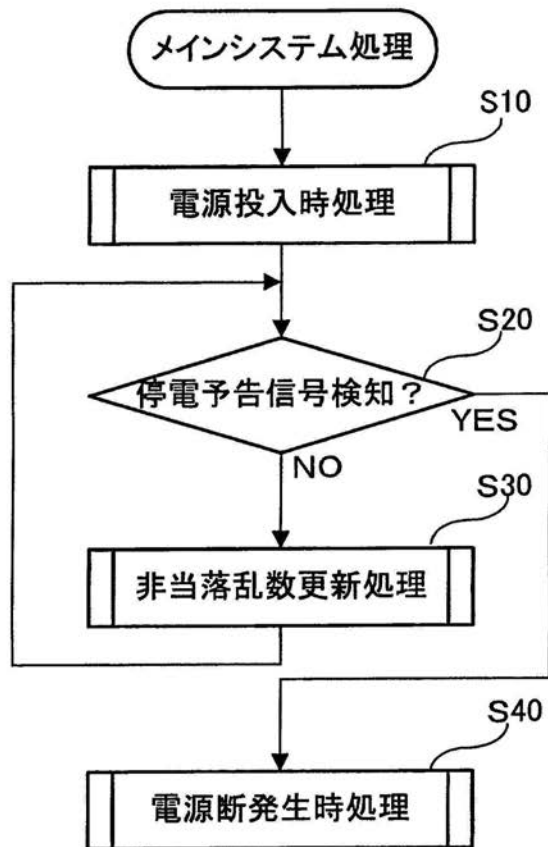 メインシステム処理
S10
電源投入時処理
S20
停電予告信号検知？
YES
NO
S30
非当落乱数更新処理
S40
電源断発生時処理